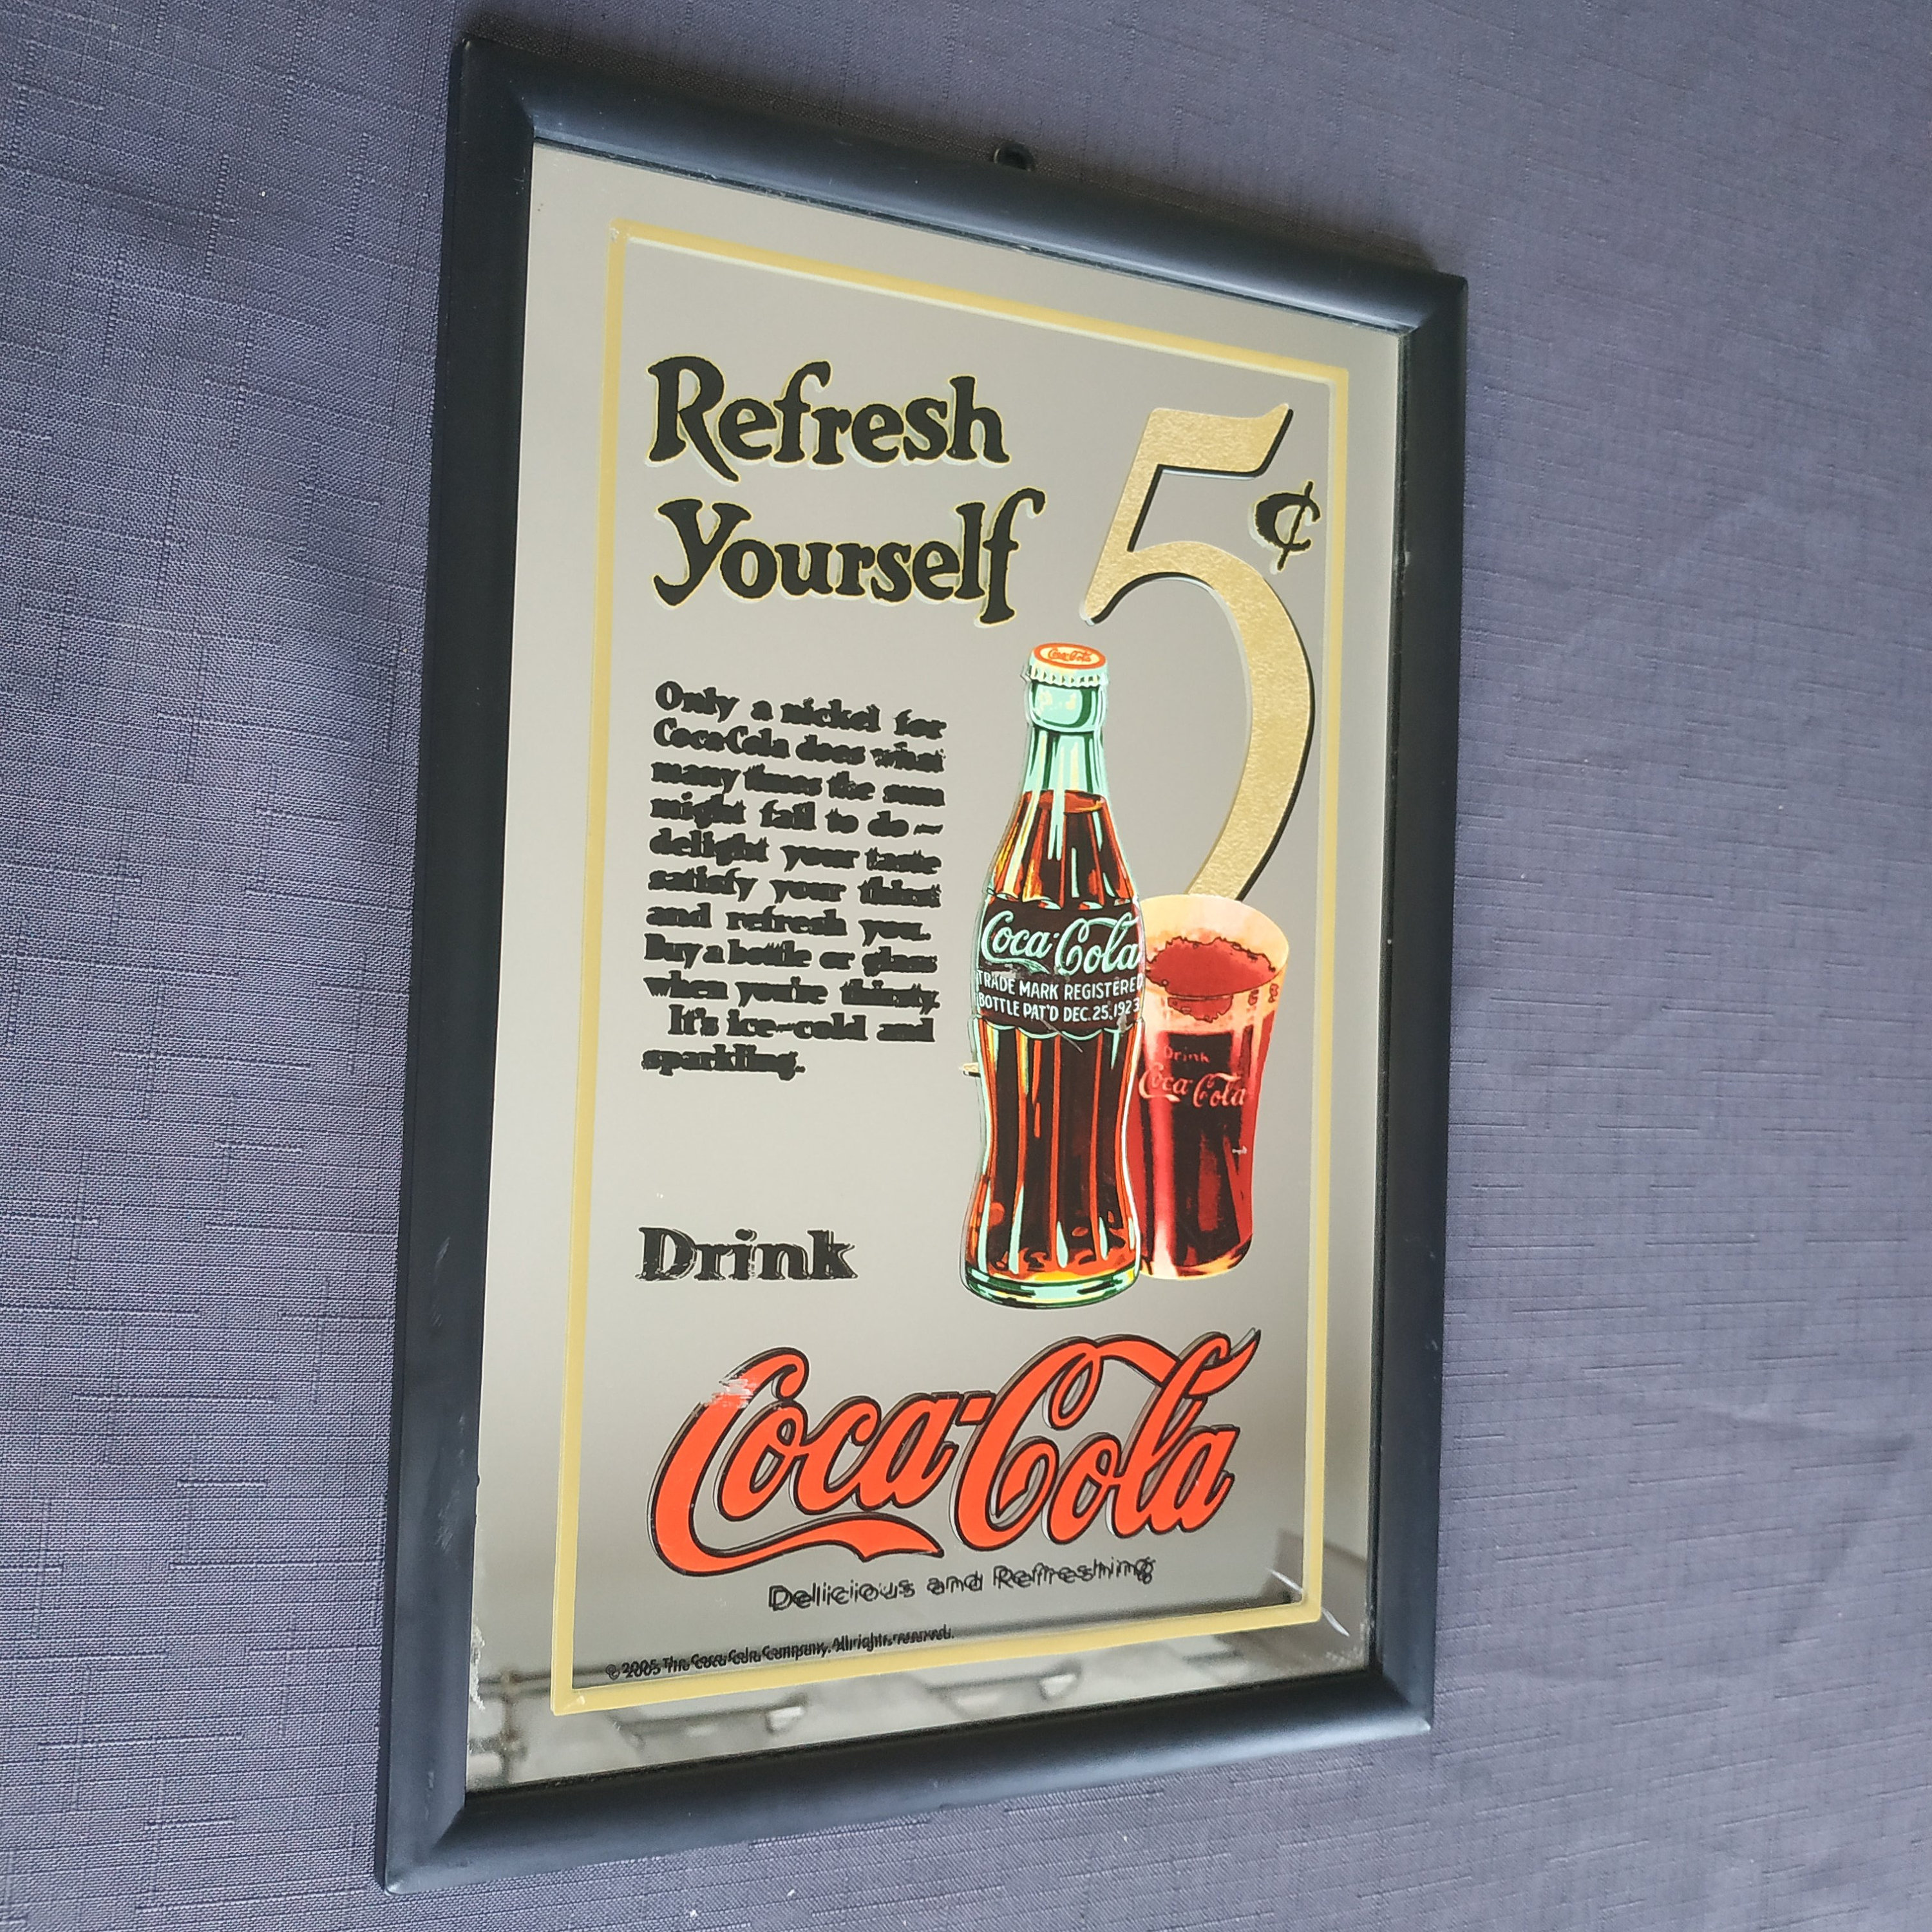 Refresh
Yourself
5¢
Only a nickel for
Coca-Cola does what
many times the sum
might fail to do —
delight your taste
satisfy your thirst
and refresh you.
Buy a bottle or glass
when you're thirsty.
It's ice-cold and
sparkling.
Coca-Cola
Coca-Cola
TRADE MARK REGISTERED
BOTTLE PAT'D DEC. 25, 1923
Drink
Coca-Cola
Drink
Coca-Cola
Delicious and Refreshing
© 2005 The Coca-Cola Company. All rights reserved.